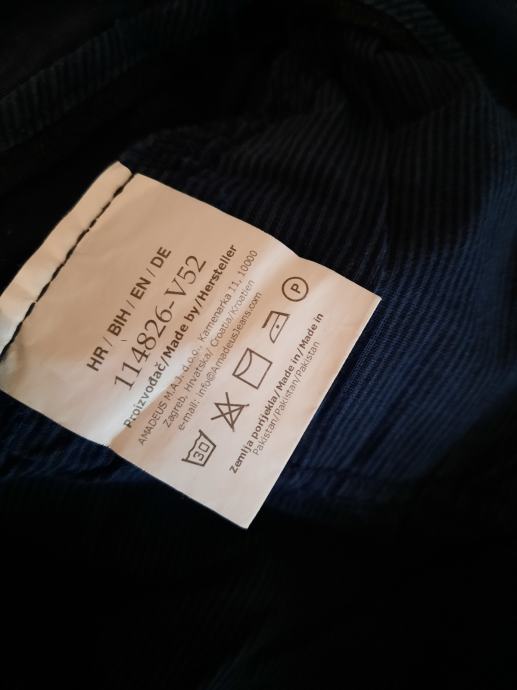 HR / BIH / EN / DE
114826-V52
Proizvođač/Made by/Hersteller
AMADEUS M.A.J. d.o.o., Kamenarka 11, 10000
Zagreb, Hrvatska/ Croatia/Kroatien
e-mail: info@AmadeusJeans.com
30
P
Zemlja porijekla/Made in/Made in
Pakistan/Pakistan/Pakistan